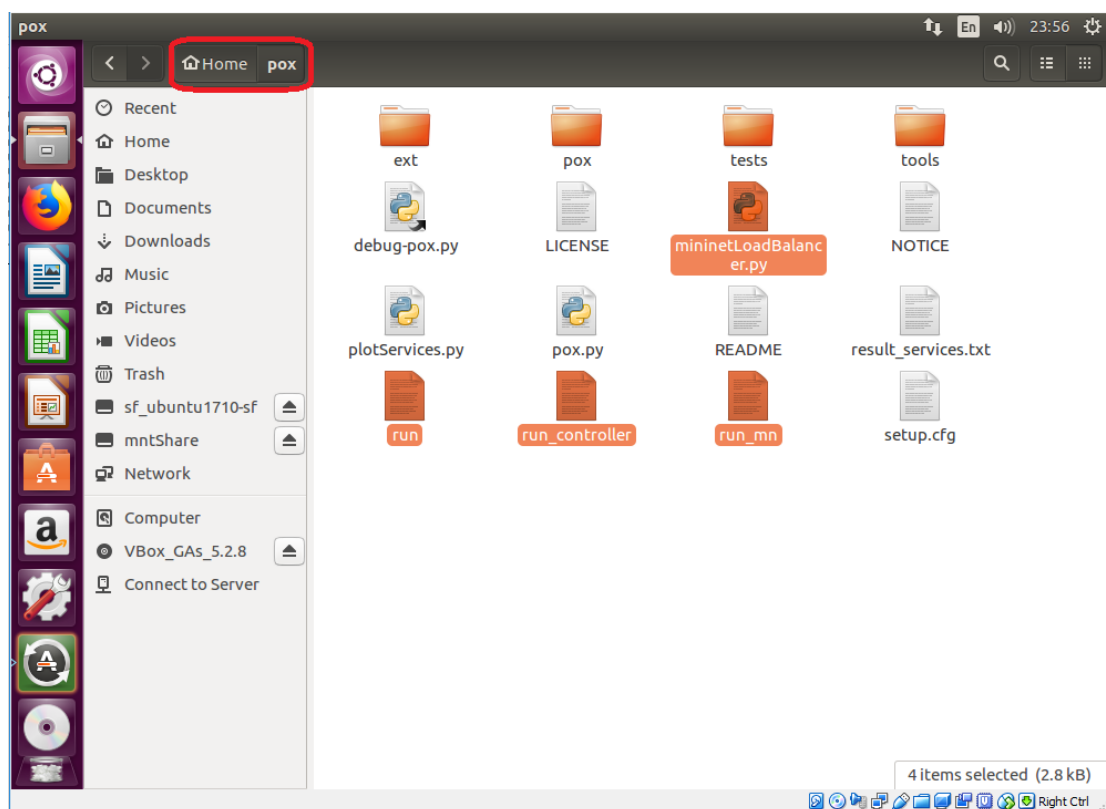 pox
En
23:56
Home
pox
Recent
Home
Desktop
Documents
Downloads
Music
Pictures
Videos
Trash
sf_ubuntu1710-sf
mntShare
Network
Computer
VBox_GAs_5.2.8
Connect to Server
ext
pox
tests
tools
debug-pox.py
LICENSE
mininetLoadBalanc
er.py
NOTICE
plotServices.py
pox.py
README
result_services.txt
run
run_controller
run_mn
setup.cfg
4 items selected (2.8 kB)
Right Ctrl